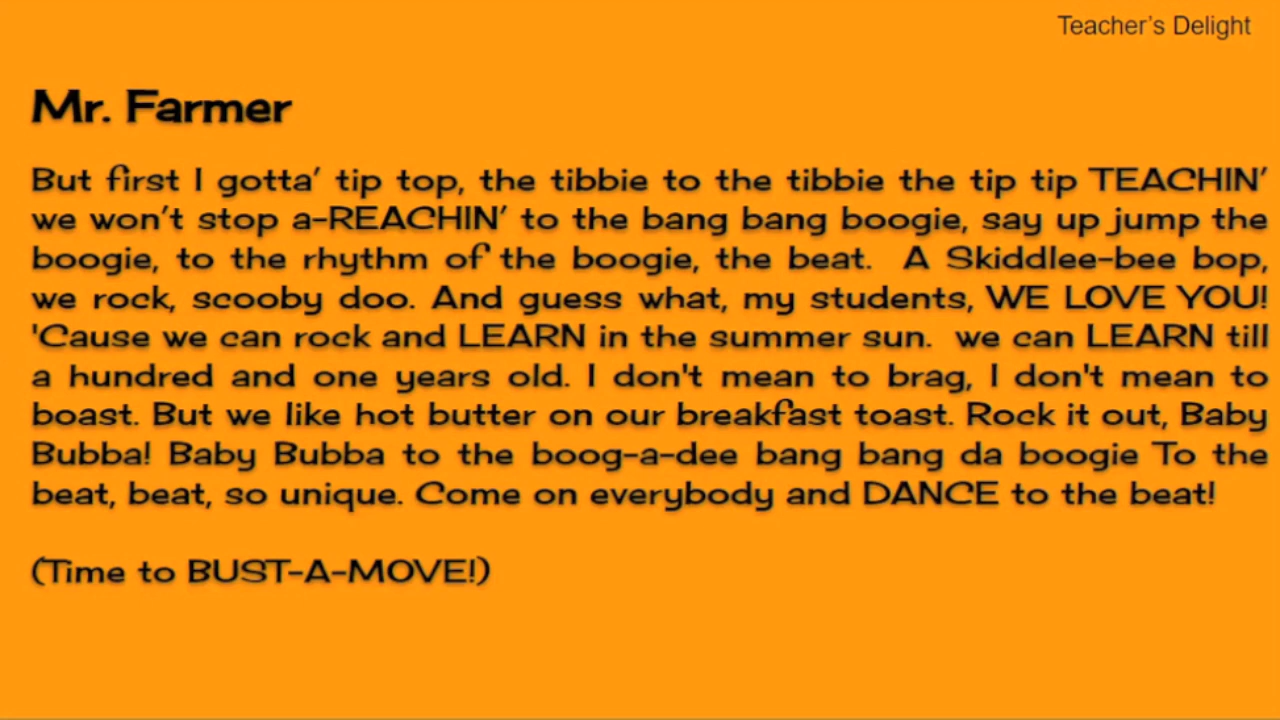 Teacher’s Delight
Mr. Farmer
But first I gotta’ tip top, the tibbie to the tibbie the tip tip TEACHIN’
we won’t stop a-REACHIN’ to the bang bang boogie, say up jump the
boogie, to the rhythm of the boogie, the beat.  A Skiddlee-bee bop,
we rock, scooby doo. And guess what, my students, WE LOVE YOU!
'Cause we can rock and LEARN in the summer sun.  we can LEARN till
a hundred and one years old. I don't mean to brag, I don't mean to
boast. But we like hot butter on our breakfast toast. Rock it out, Baby
Bubba! Baby Bubba to the boog-a-dee bang bang da boogie To the
beat, beat, so unique. Come on everybody and DANCE to the beat!
(Time to BUST-A-MOVE!)